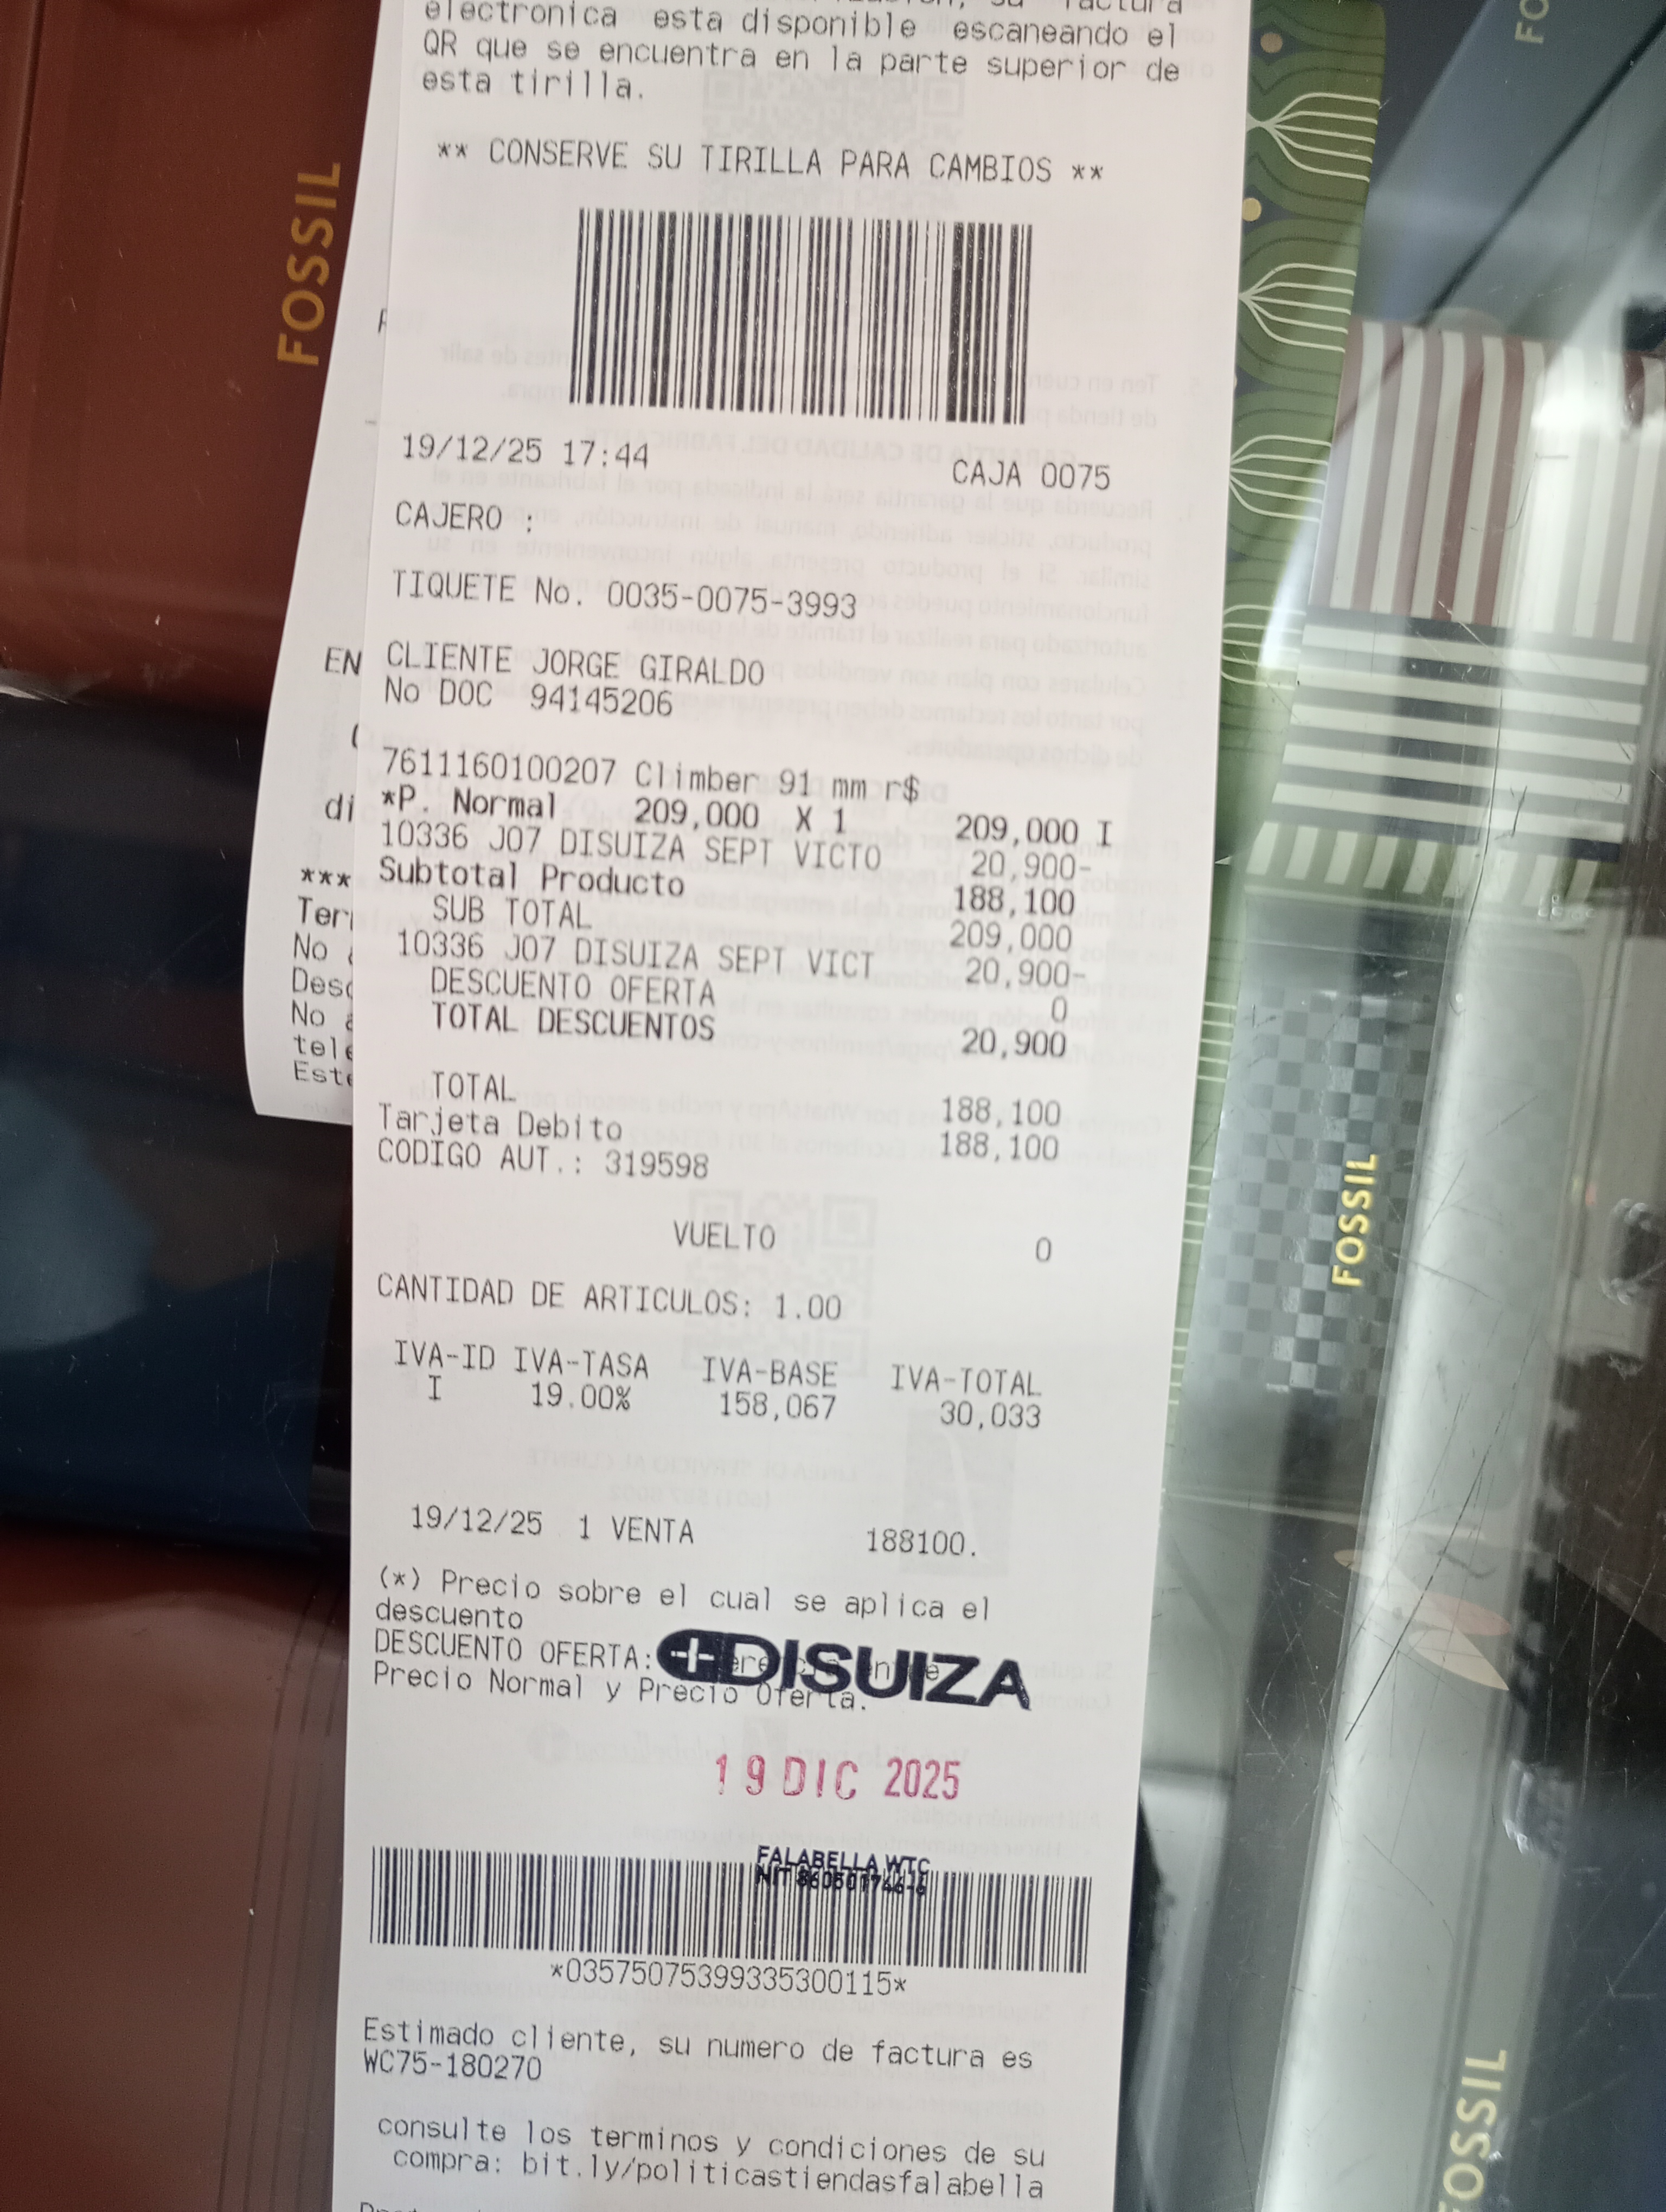 electronica esta disponible escaneando el
QR que se encuentra en la parte superior de
esta tirilla.
** CONSERVE SU TIRILLA PARA CAMBIOS **
19/12/25 17:44 CAJA 0075
CAJERO :
TIQUETE No. 0035-0075-3993
CLIENTE JORGE GIRALDO
No DOC 94145206
7611160100207 Climber 91 mm r$
*P. Normal 209,000 X 1 209,000 I
10336 J07 DISUIZA SEPT VICTO 20,900-
Subtotal Producto 188,100
SUB TOTAL 209,000
10336 J07 DISUIZA SEPT VICT 20,900-
DESCUENTO OFERTA 0
TOTAL DESCUENTOS 20,900
TOTAL 188,100
Tarjeta Debito 188,100
CODIGO AUT.: 319598
VUELTO 0
CANTIDAD DE ARTICULOS: 1.00
IVA-ID IVA-TASA IVA-BASE IVA-TOTAL
I 19.00% 158,067 30,033
19/12/25 1 VENTA 188100.
(*) Precio sobre el cual se aplica el
descuento
DESCUENTO OFERTA:
Precio Normal y Precio Oferta.
DISUIZA
19 DIC 2025
FALABELLA WTC
NIT
*03575075399335300115*
Estimado cliente, su numero de factura es
WC75-180270
consulte los terminos y condiciones de su
compra: bit.ly/politicastiendasfalabella
FOSSIL
FOSSIL
FOSSIL